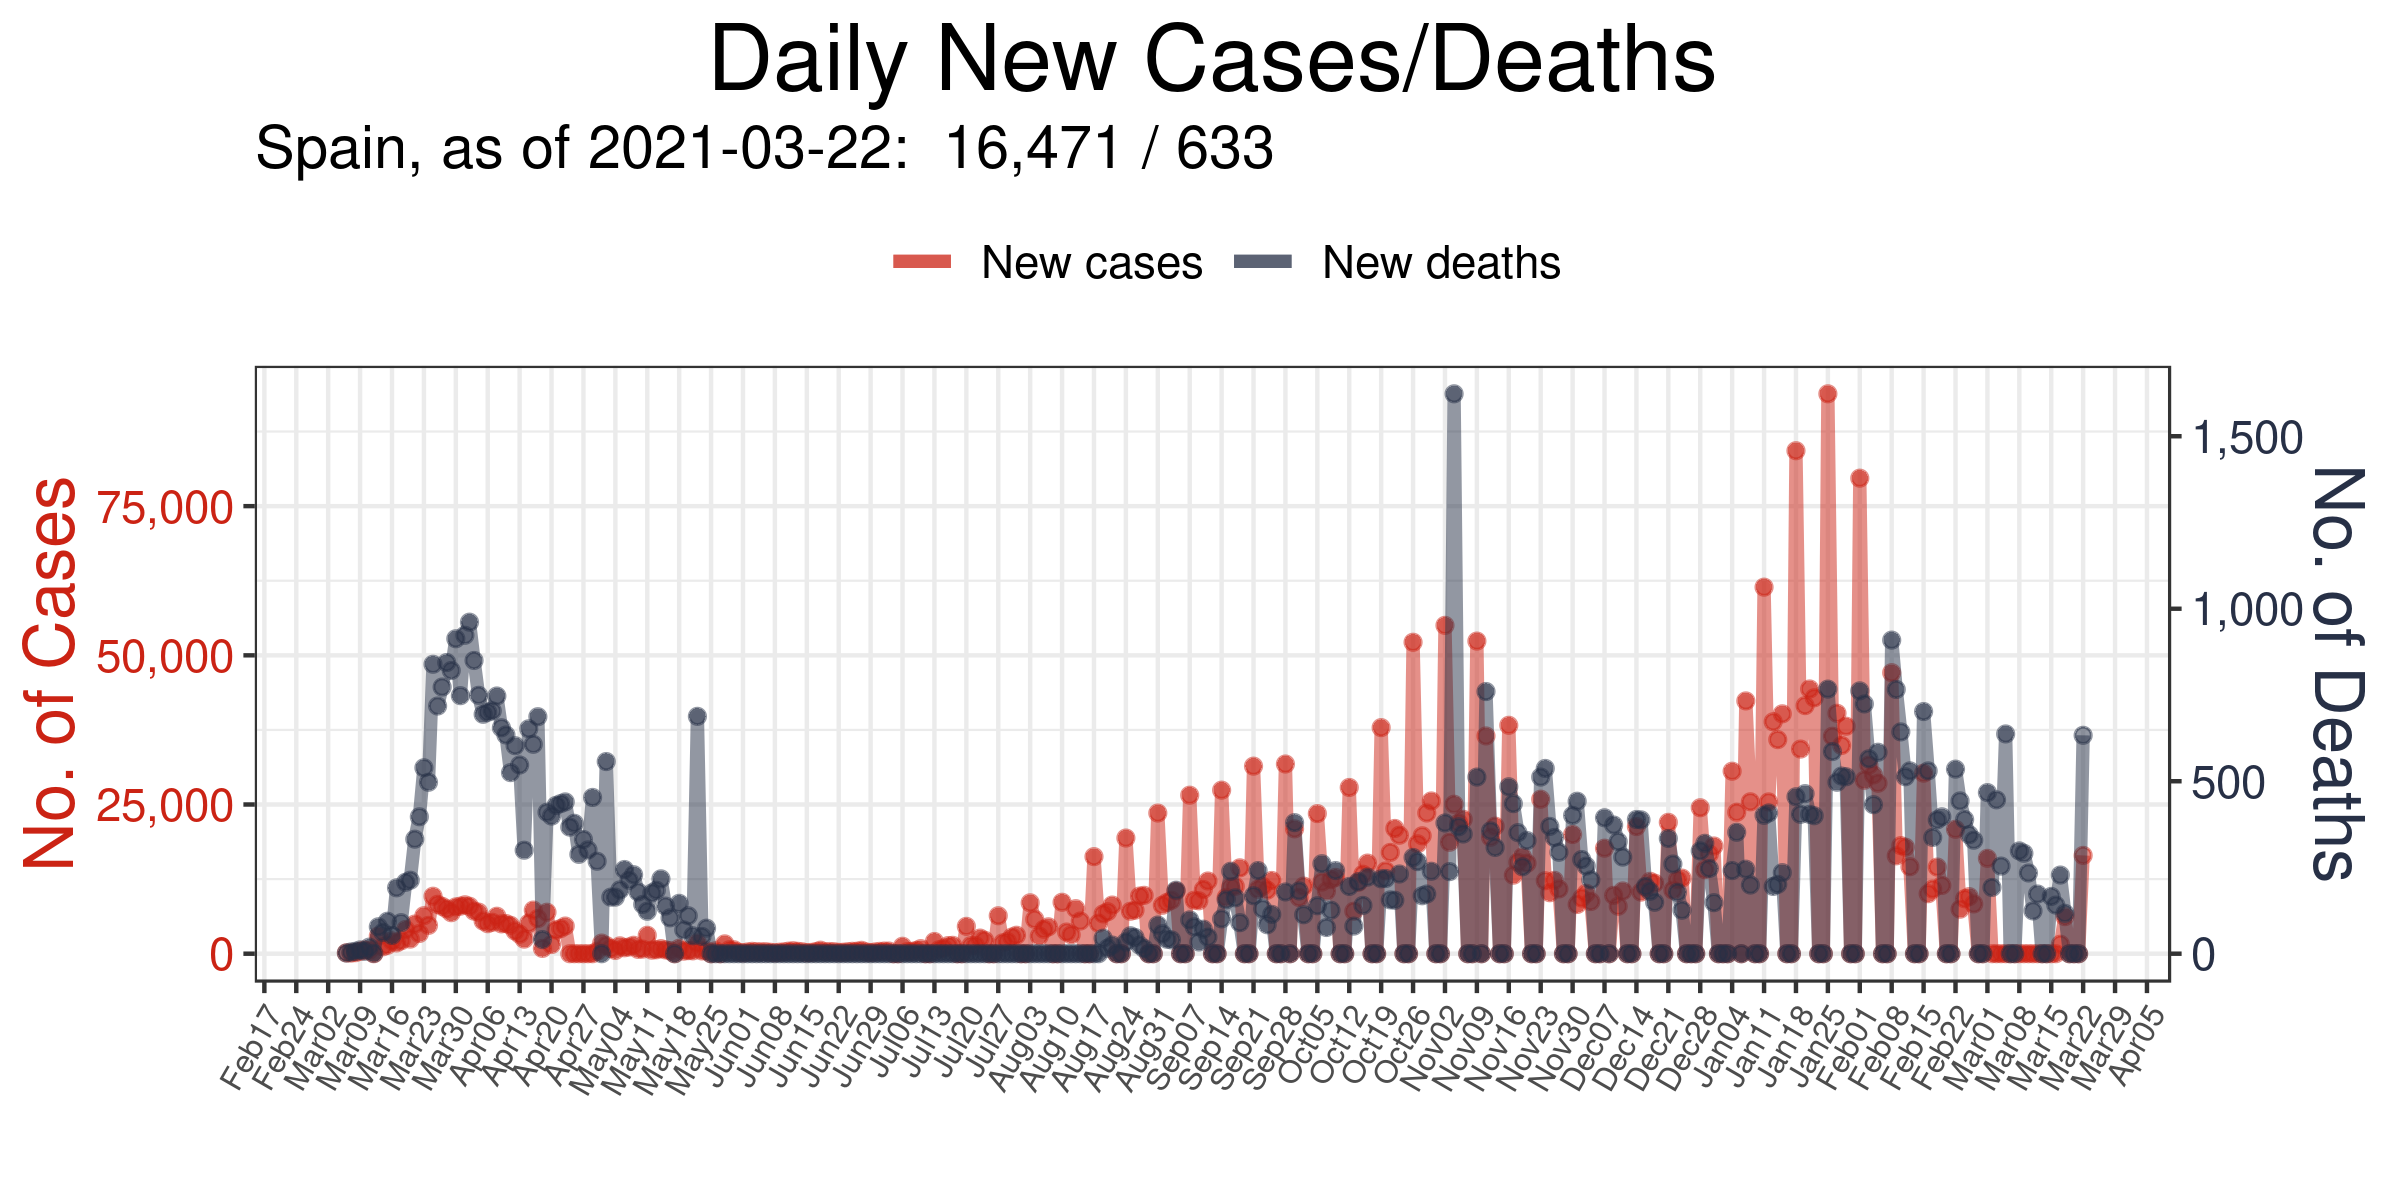 Daily New Cases/Deaths
Spain, as of 2021-03-22:  16,471 / 633
New cases
New deaths
No. of Cases
75,000
50,000
25,000
0
1,500
1,000
500
0
No. of Deaths
Feb17
Feb24
Mar02
Mar09
Mar16
Mar23
Mar30
Apr06
Apr13
Apr20
Apr27
May04
May11
May18
May25
Jun01
Jun08
Jun15
Jun22
Jun29
Jul06
Jul13
Jul20
Jul27
Aug03
Aug10
Aug17
Aug24
Aug31
Sep07
Sep14
Sep21
Sep28
Oct05
Oct12
Oct19
Oct26
Nov02
Nov09
Nov16
Nov23
Nov30
Dec07
Dec14
Dec21
Dec28
Jan04
Jan11
Jan18
Jan25
Feb01
Feb08
Feb15
Feb22
Mar01
Mar08
Mar15
Mar22
Mar29
Apr05